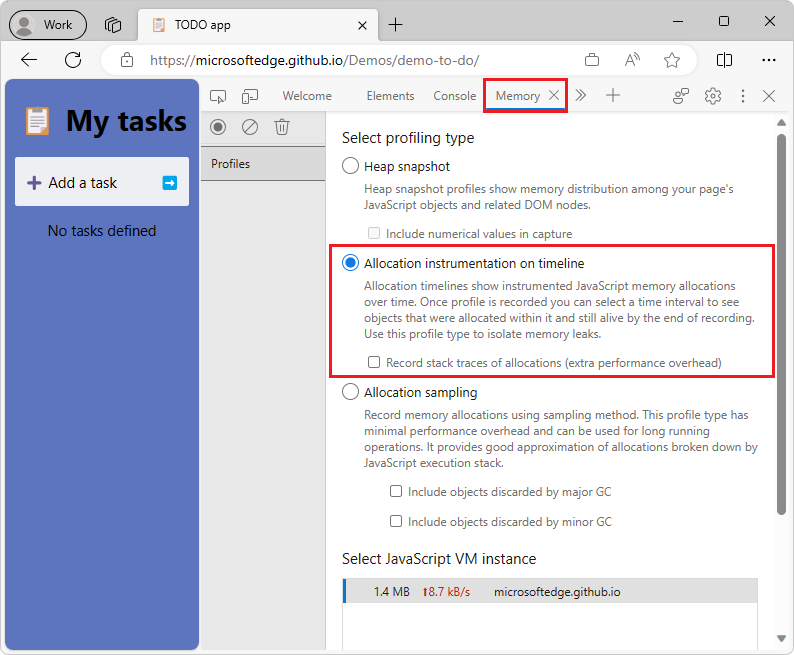 Work
TODO app
https://microsoftedge.github.io/Demos/demo-to-do/
My tasks
Add a task
No tasks defined
Welcome
Elements
Console
Memory
Profiles
Select profiling type
Heap snapshot
Heap snapshot profiles show memory distribution among your page's
JavaScript objects and related DOM nodes.
Include numerical values in capture
Allocation instrumentation on timeline
Allocation timelines show instrumented JavaScript memory allocations
over time. Once profile is recorded you can select a time interval to see
objects that were allocated within it and still alive by the end of recording.
Use this profile type to isolate memory leaks.
Record stack traces of allocations (extra performance overhead)
Allocation sampling
Record memory allocations using sampling method. This profile type has
minimal performance overhead and can be used for long running
operations. It provides good approximation of allocations broken down by
JavaScript execution stack.
Include objects discarded by major GC
Include objects discarded by minor GC
Select JavaScript VM instance
1.4 MB ⬆8.7 kB/s microsoftedge.github.io